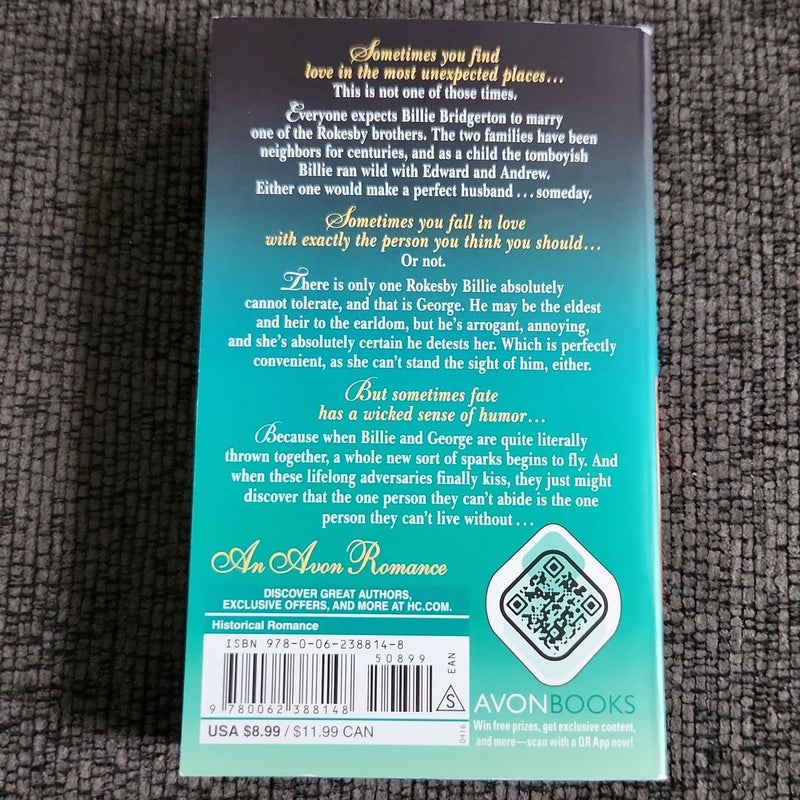 Sometimes you find
love in the most unexpected places...
This is not one of those times.
Everyone expects Billie Bridgerton to marry
one of the Rokesby brothers. The two families have been
neighbors for centuries, and as a child the tomboyish
Billie ran wild with Edward and Andrew.
Either one would make a perfect husband...someday.
Sometimes you fall in love
with exactly the person you think you should...
Or not.
There is only one Rokesby Billie absolutely
cannot tolerate, and that is George. He may be the eldest
and heir to the earldom, but he's arrogant, annoying,
and she's absolutely certain he detests her. Which is perfectly
convenient, as she can't stand the sight of him, either.
But sometimes fate
has a wicked sense of humor...
Because when Billie and George are quite literally
thrown together, a whole new sort of sparks begins to fly. And
when these lifelong adversaries finally kiss, they just might
discover that the one person they can't abide is the one
person they can't live without...
An Avon Romance
DISCOVER GREAT AUTHORS,
EXCLUSIVE OFFERS, AND MORE AT HC.COM.
Historical Romance
ISBN 978-0-06-238814-8
50899
EAN
S
9 780062 388148
USA $8.99 / $11.99 CAN
0416
AVONBOOKS
Win free prizes, get exclusive content,
and more—scan with a QR App now!